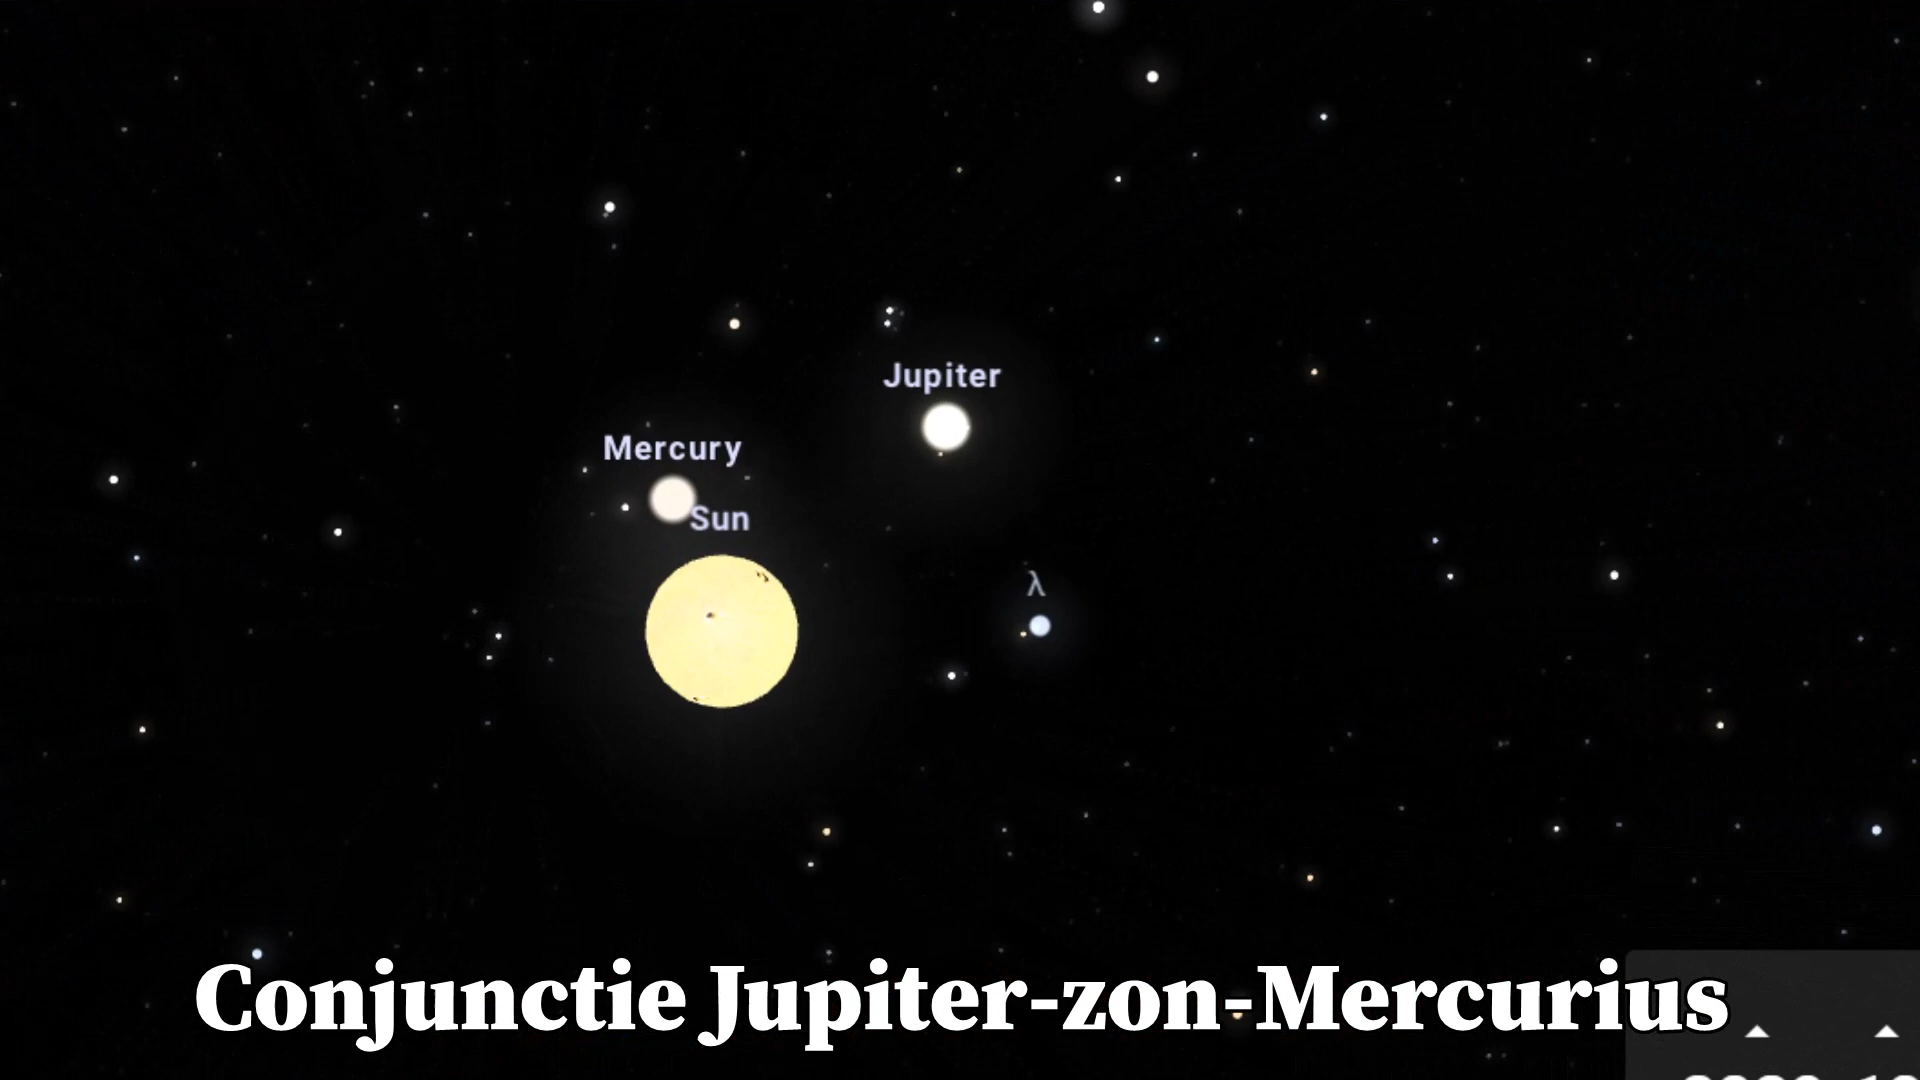 Jupiter
Mercury
Sun
λ
Conjunctie Jupiter-zon-Mercurius